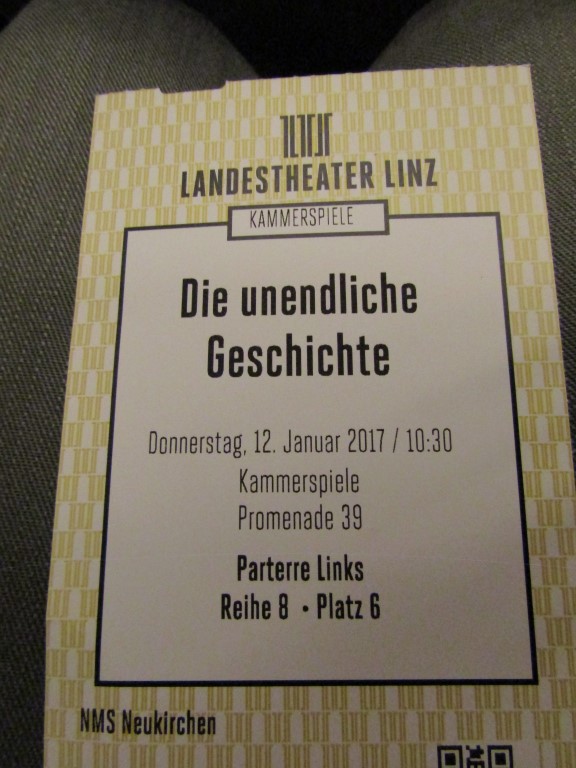 LANDESTHEATER LINZ
KAMMERSPIELE
Die unendliche
Geschichte
Donnerstag, 12. Januar 2017 / 10:30
Kammerspiele
Promenade 39
Parterre Links
Reihe 8 • Platz 6
NMS Neukirchen